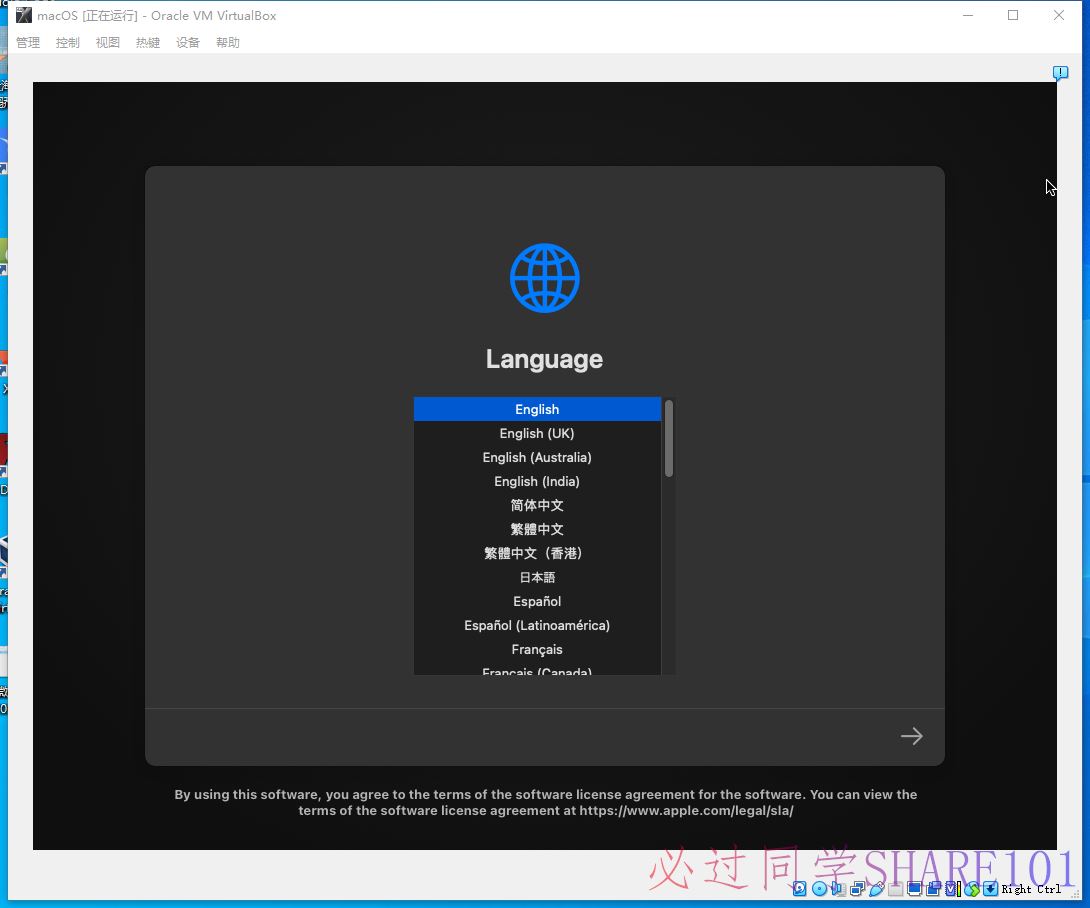 macOS [正在运行] - Oracle VM VirtualBox
管理 控制 视图 热键 设备 帮助
Language
English
English (UK)
English (Australia)
English (India)
简体中文
繁體中文
繁體中文（香港）
日本語
Español
Español (Latinoamérica)
Français
Français (Canada)
By using this software, you agree to the terms of the software license agreement for the software. You can view the
terms of the software license agreement at https://www.apple.com/legal/sla/
必过同学SHARE101
Right Ctrl